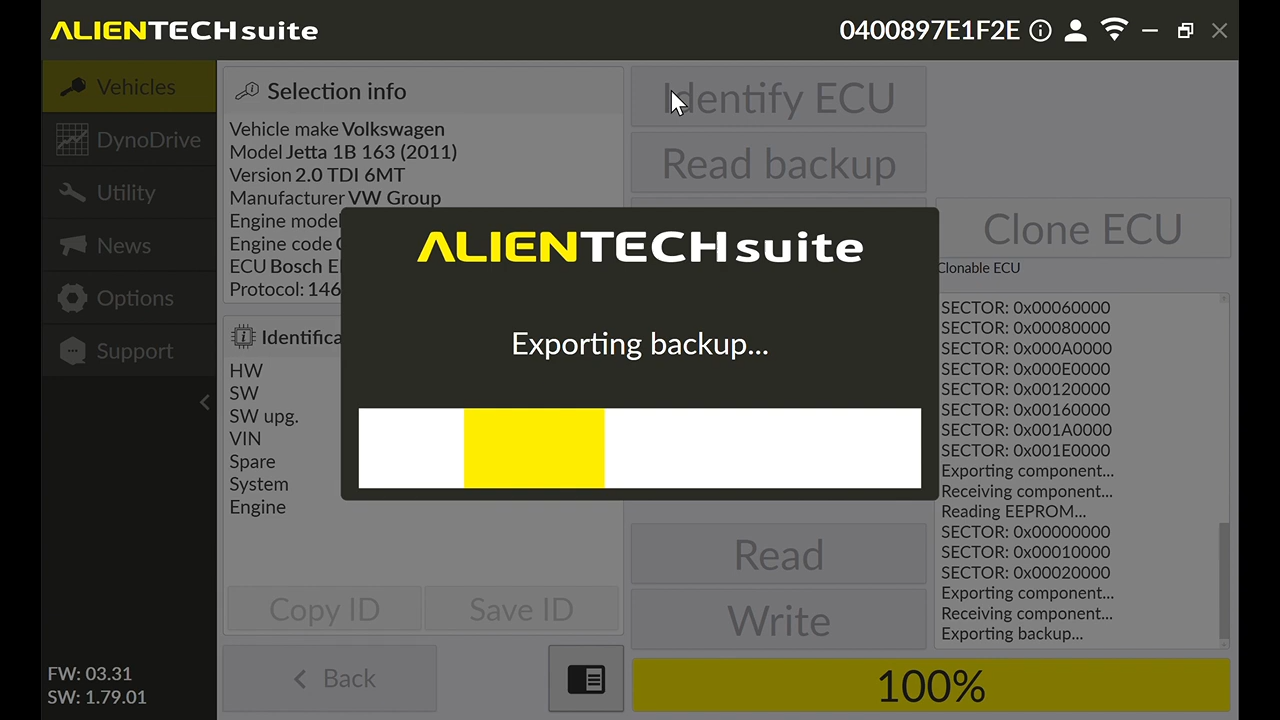 ALIENTECH suite
0400897E1F2E
Vehicles
DynoDrive
Utility
News
Options
Support
FW: 03.31
SW: 1.79.01
Selection info
Vehicle make Volkswagen
Model Jetta 1B 163 (2011)
Version 2.0 TDI 6MT
Manufacturer VW Group
Engine model
Engine code
ECU Bosch
Protocol: 146
HW
SW
SW upg.
VIN
Spare
System
Engine
Copy ID
Save ID
Back
Identify ECU
Read backup
ALIENTECH suite
Exporting backup...
Read
Write
Clone ECU
Clonable ECU
SECTOR: 0x00060000
SECTOR: 0x00080000
SECTOR: 0x000A0000
SECTOR: 0x000E0000
SECTOR: 0x00120000
SECTOR: 0x00160000
SECTOR: 0x001A0000
SECTOR: 0x001E0000
Exporting component...
Receiving component...
Reading EEPROM...
SECTOR: 0x00000000
SECTOR: 0x00010000
SECTOR: 0x00020000
Exporting component...
Receiving component...
Exporting backup...
100%